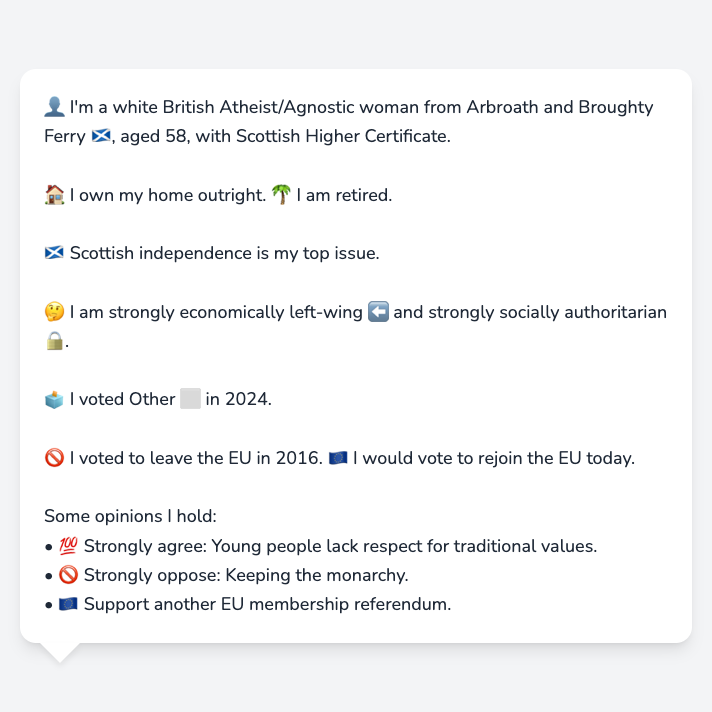 👤 I'm a white British Atheist/Agnostic woman from Arbroath and Broughty
Ferry 🏴󠁧󠁢󠁳󠁣󠁴󠁿, aged 58, with Scottish Higher Certificate.
🏠 I own my home outright. 🌴 I am retired.
🏴󠁧󠁢󠁳󠁣󠁴󠁿 Scottish independence is my top issue.
🤔 I am strongly economically left-wing ⬅️ and strongly socially authoritarian
🔒.
🗳️ I voted Other ⬜ in 2024.
🚫 I voted to leave the EU in 2016. 🇪🇺 I would vote to rejoin the EU today.
Some opinions I hold:
• 💯 Strongly agree: Young people lack respect for traditional values.
• 🚫 Strongly oppose: Keeping the monarchy.
• 🇪🇺 Support another EU membership referendum.